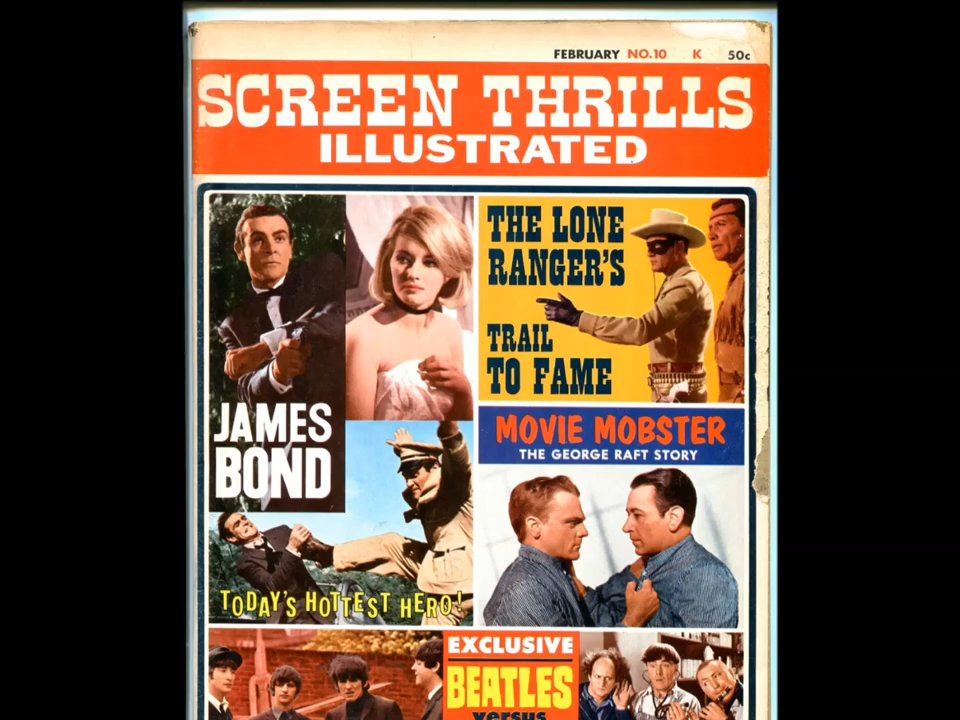 FEBRUARY NO.10 K 50c
SCREEN THRILLS
ILLUSTRATED
JAMES
BOND
TODAY'S HOTTEST HERO!
THE LONE
RANGER'S
TRAIL
TO FAME
MOVIE MOBSTER
THE GEORGE RAFT STORY
EXCLUSIVE
BEATLES
versus